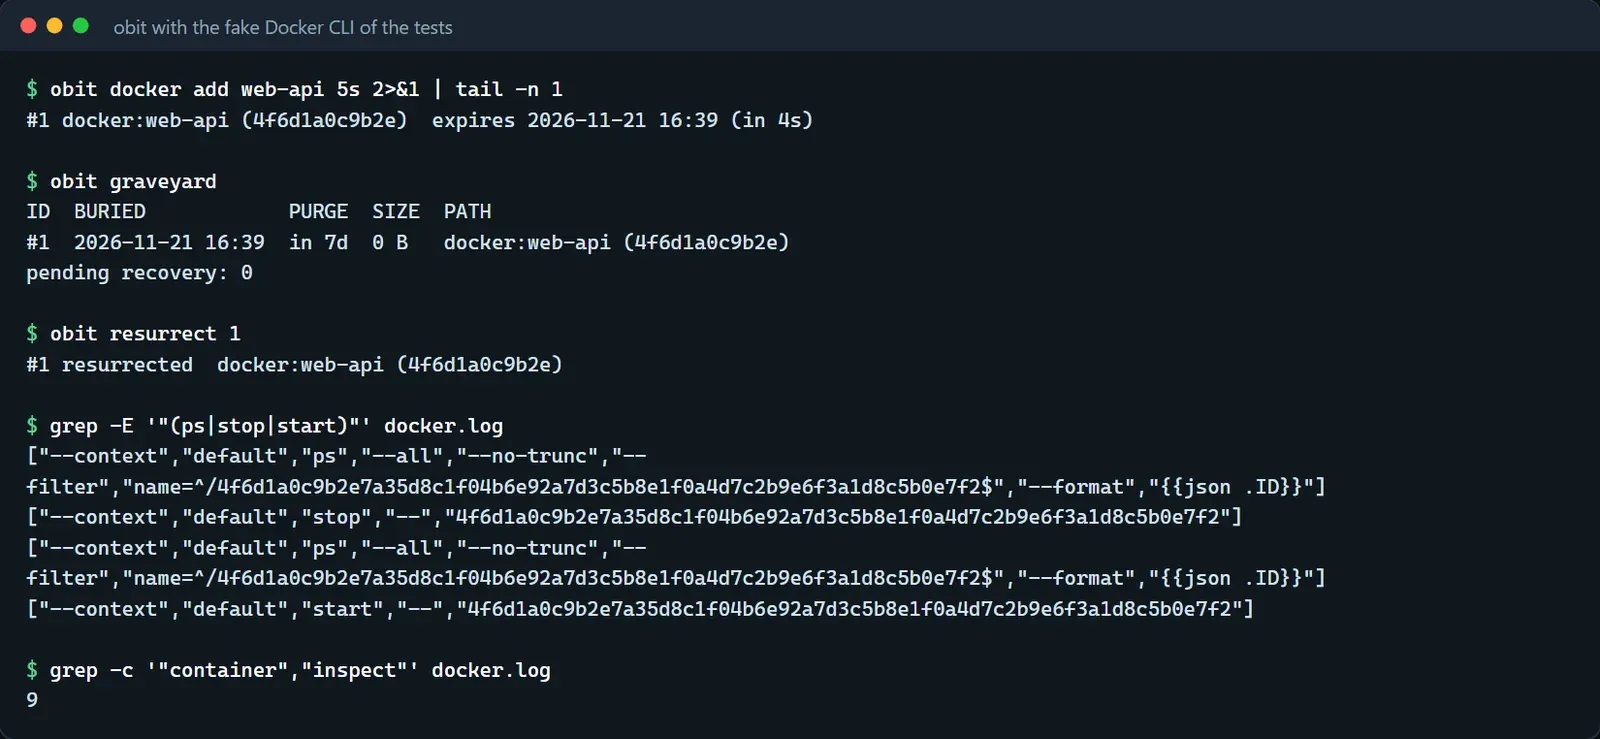 obit with the fake Docker CLI of the tests
$ obit docker add web-api 5s 2>&1 | tail -n 1
#1 docker:web-api (4f6d1a0c9b2e)  expires 2026-11-21 16:39 (in 4s)
$ obit graveyard
ID  BURIED            PURGE  SIZE  PATH
#1  2026-11-21 16:39  in 7d  0 B   docker:web-api (4f6d1a0c9b2e)
pending recovery: 0
$ obit resurrect 1
#1 resurrected  docker:web-api (4f6d1a0c9b2e)
$ grep -E '"(ps|stop|start)"' docker.log
["--context","default","ps","--all","--no-trunc","--
filter","name=^/4f6d1a0c9b2e7a35d8c1f04b6e92a7d3c5b8e1f0a4d7c2b9e6f3a1d8c5b0e7f2$","--format","{{json .ID}}"]
["--context","default","stop","--","4f6d1a0c9b2e7a35d8c1f04b6e92a7d3c5b8e1f0a4d7c2b9e6f3a1d8c5b0e7f2"]
["--context","default","ps","--all","--no-trunc","--
filter","name=^/4f6d1a0c9b2e7a35d8c1f04b6e92a7d3c5b8e1f0a4d7c2b9e6f3a1d8c5b0e7f2$","--format","{{json .ID}}"]
["--context","default","start","--","4f6d1a0c9b2e7a35d8c1f04b6e92a7d3c5b8e1f0a4d7c2b9e6f3a1d8c5b0e7f2"]
$ grep -c '"container","inspect"' docker.log
9